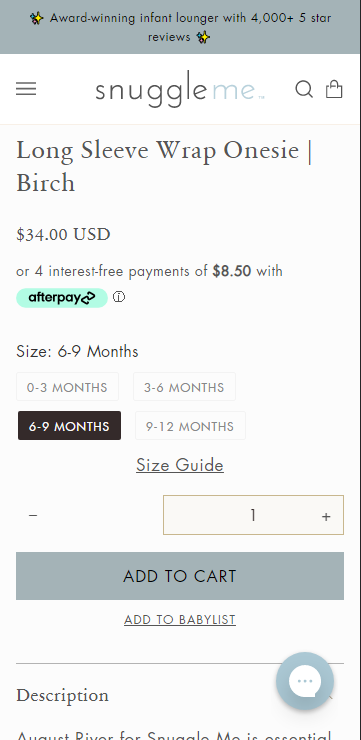 ✨ Award-winning infant lounger with 4,000+ 5 star
reviews ✨
snuggleme™
Long Sleeve Wrap Onesie |
Birch
$34.00 USD
or 4 interest-free payments of $8.50 with
afterpay ⓘ
Size: 6-9 Months
0-3 MONTHS 3-6 MONTHS
6-9 MONTHS 9-12 MONTHS
Size Guide
− 1 +
ADD TO CART
ADD TO BABYLIST
Description
August River for Snuggle Me is essential